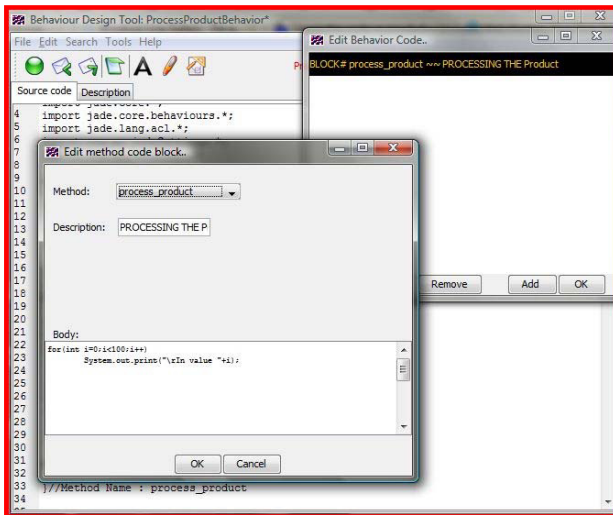 Behaviour Design Tool: ProcessProductBehavior*
File Edit Search Tools Help
Source code Description
4 import jade.core.behaviours.*;
5 import jade.lang.acl.*;
6
7
8
9
10
11
12
13
14
15
16
17
18
19
20
21
22
23
24
25
26
27
28
29
30
31
32
33 }//Method Name : process_product
34
Edit Behavior Code..
BLOCK# process_product ~~ PROCESSING THE Product
Remove Add OK
Edit method code block..
Method: process_product
Description: PROCESSING THE P
Body:
for(int i=0;i<100;i++)
System.out.print("\rIn value "+i);
OK Cancel